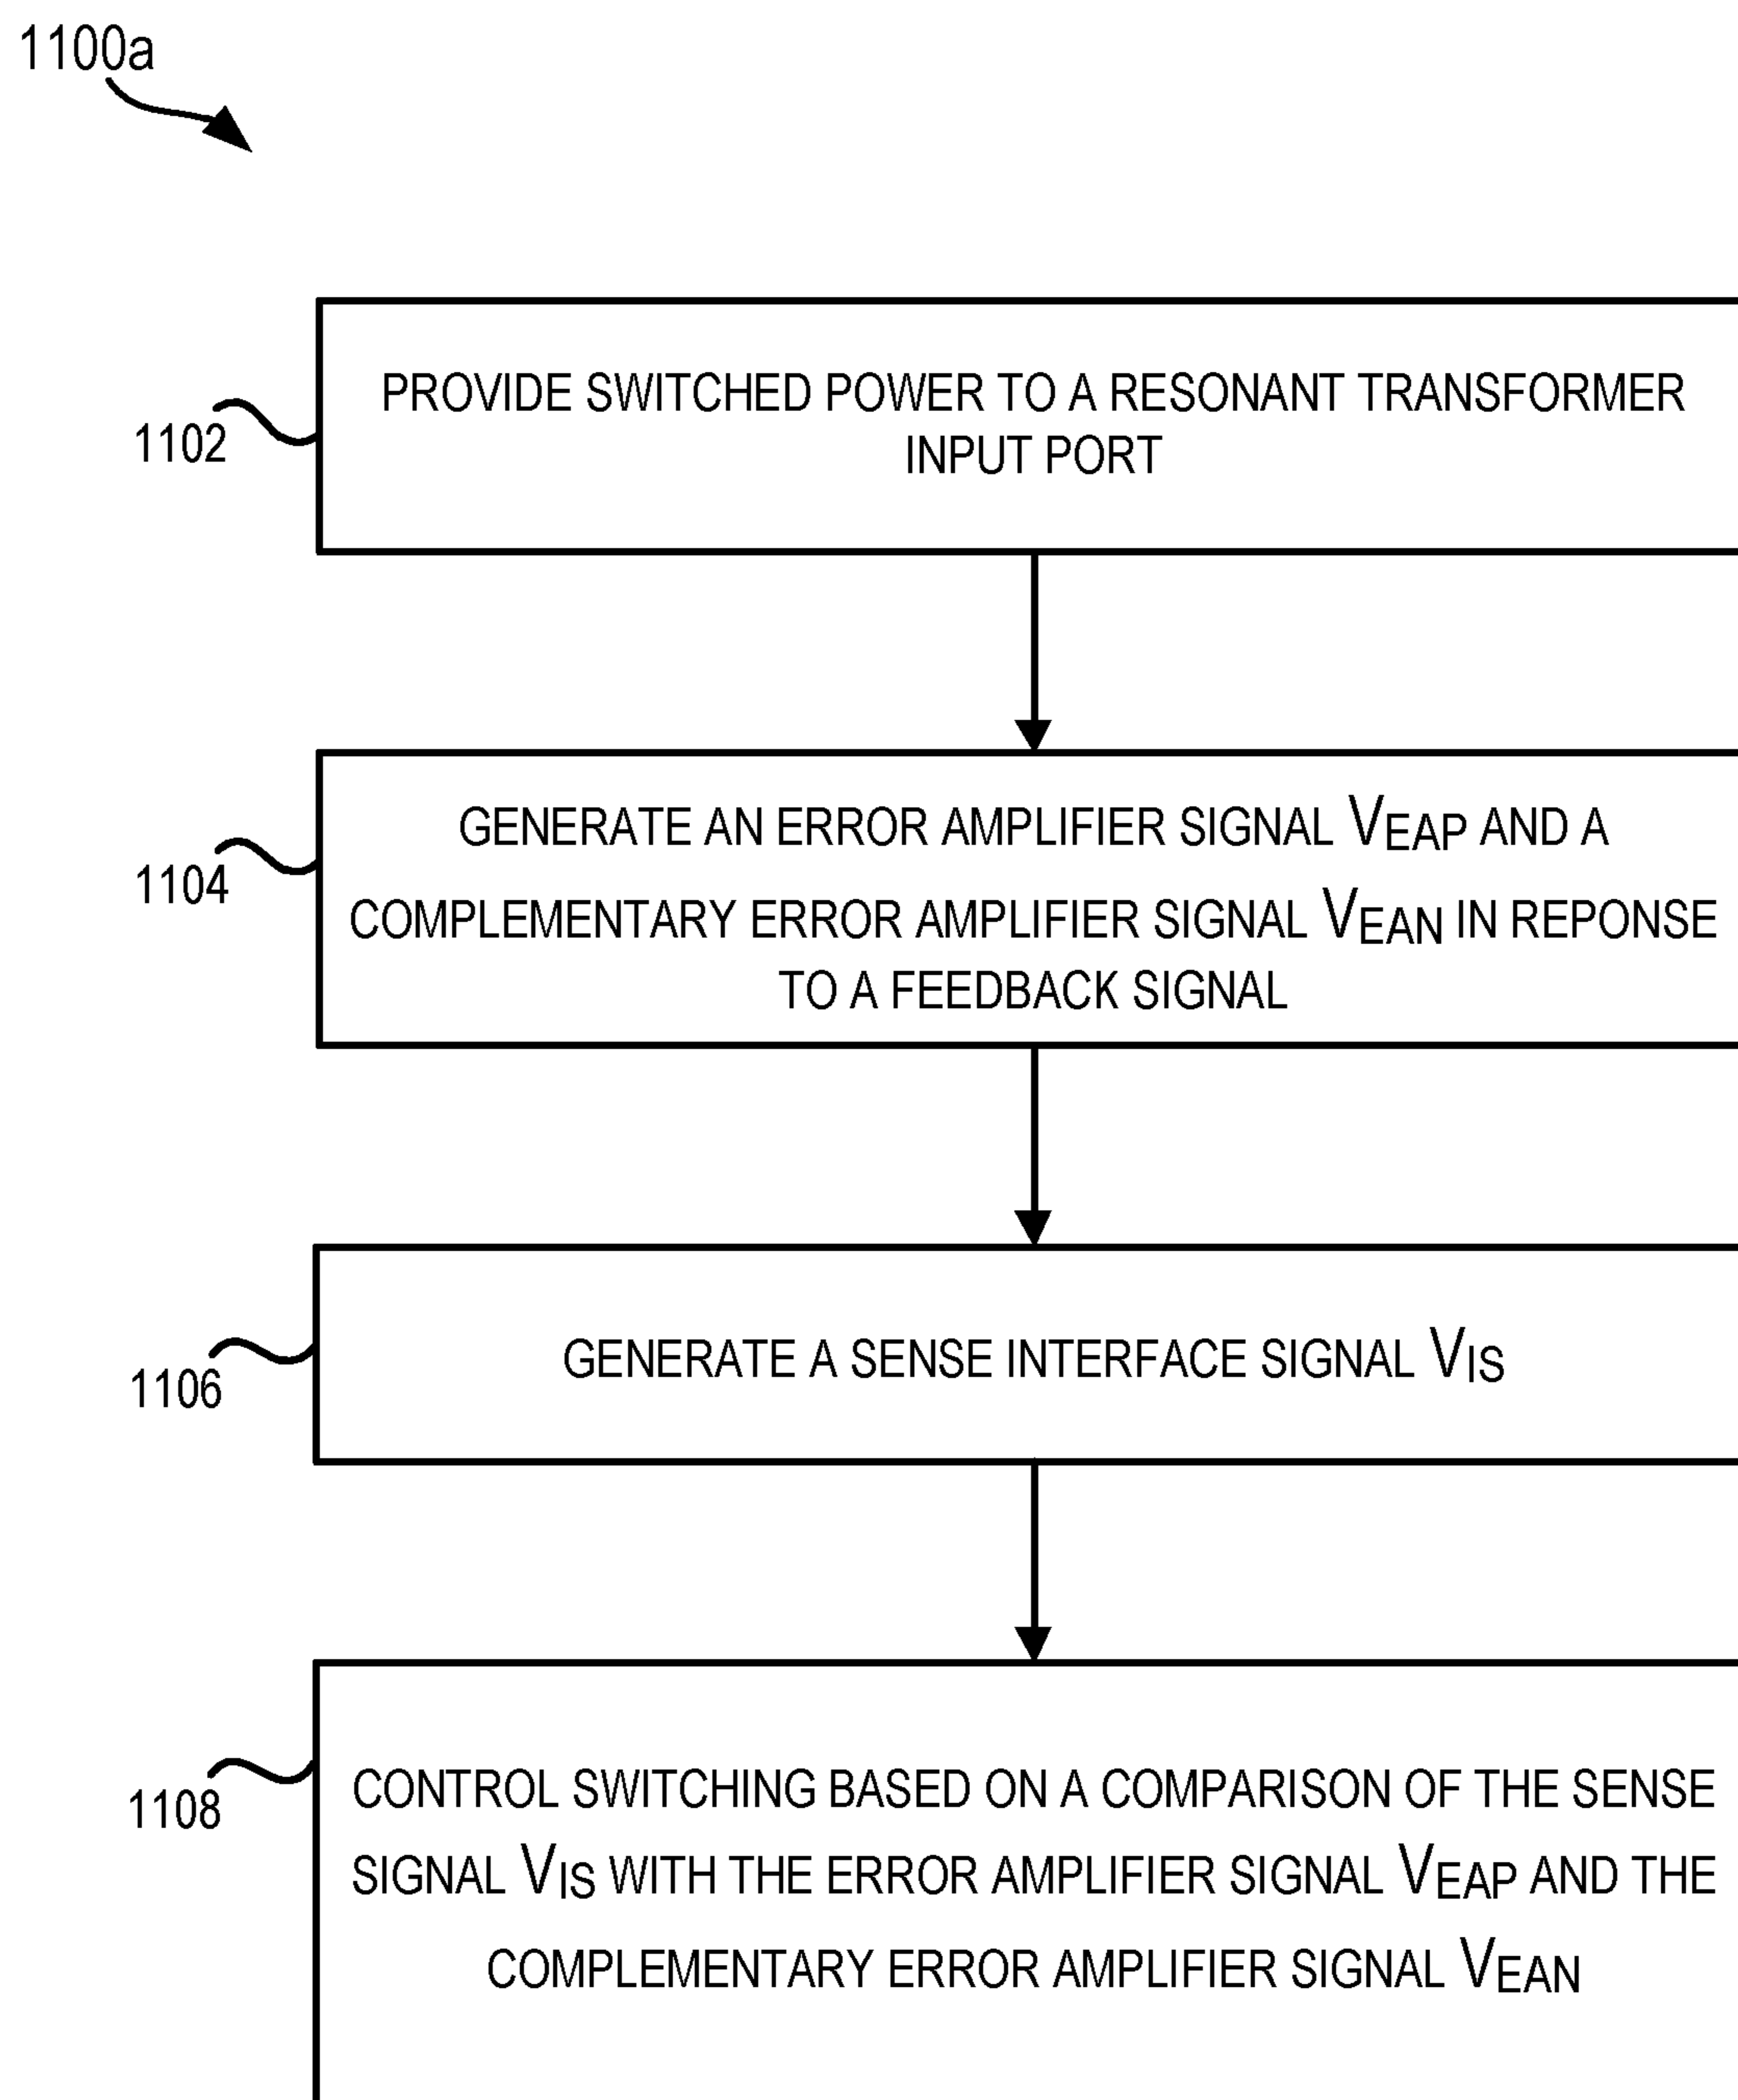 1100a
PROVIDE SWITCHED POWER TO A RESONANT TRANSFORMER
INPUT PORT
1102
GENERATE AN ERROR AMPLIFIER SIGNAL VEAP AND A
COMPLEMENTARY ERROR AMPLIFIER SIGNAL VEAN IN REPONSE
TO A FEEDBACK SIGNAL
1104
GENERATE A SENSE INTERFACE SIGNAL VIS
1106
CONTROL SWITCHING BASED ON A COMPARISON OF THE SENSE
SIGNAL VIS WITH THE ERROR AMPLIFIER SIGNAL VEAP AND THE
COMPLEMENTARY ERROR AMPLIFIER SIGNAL VEAN
1108